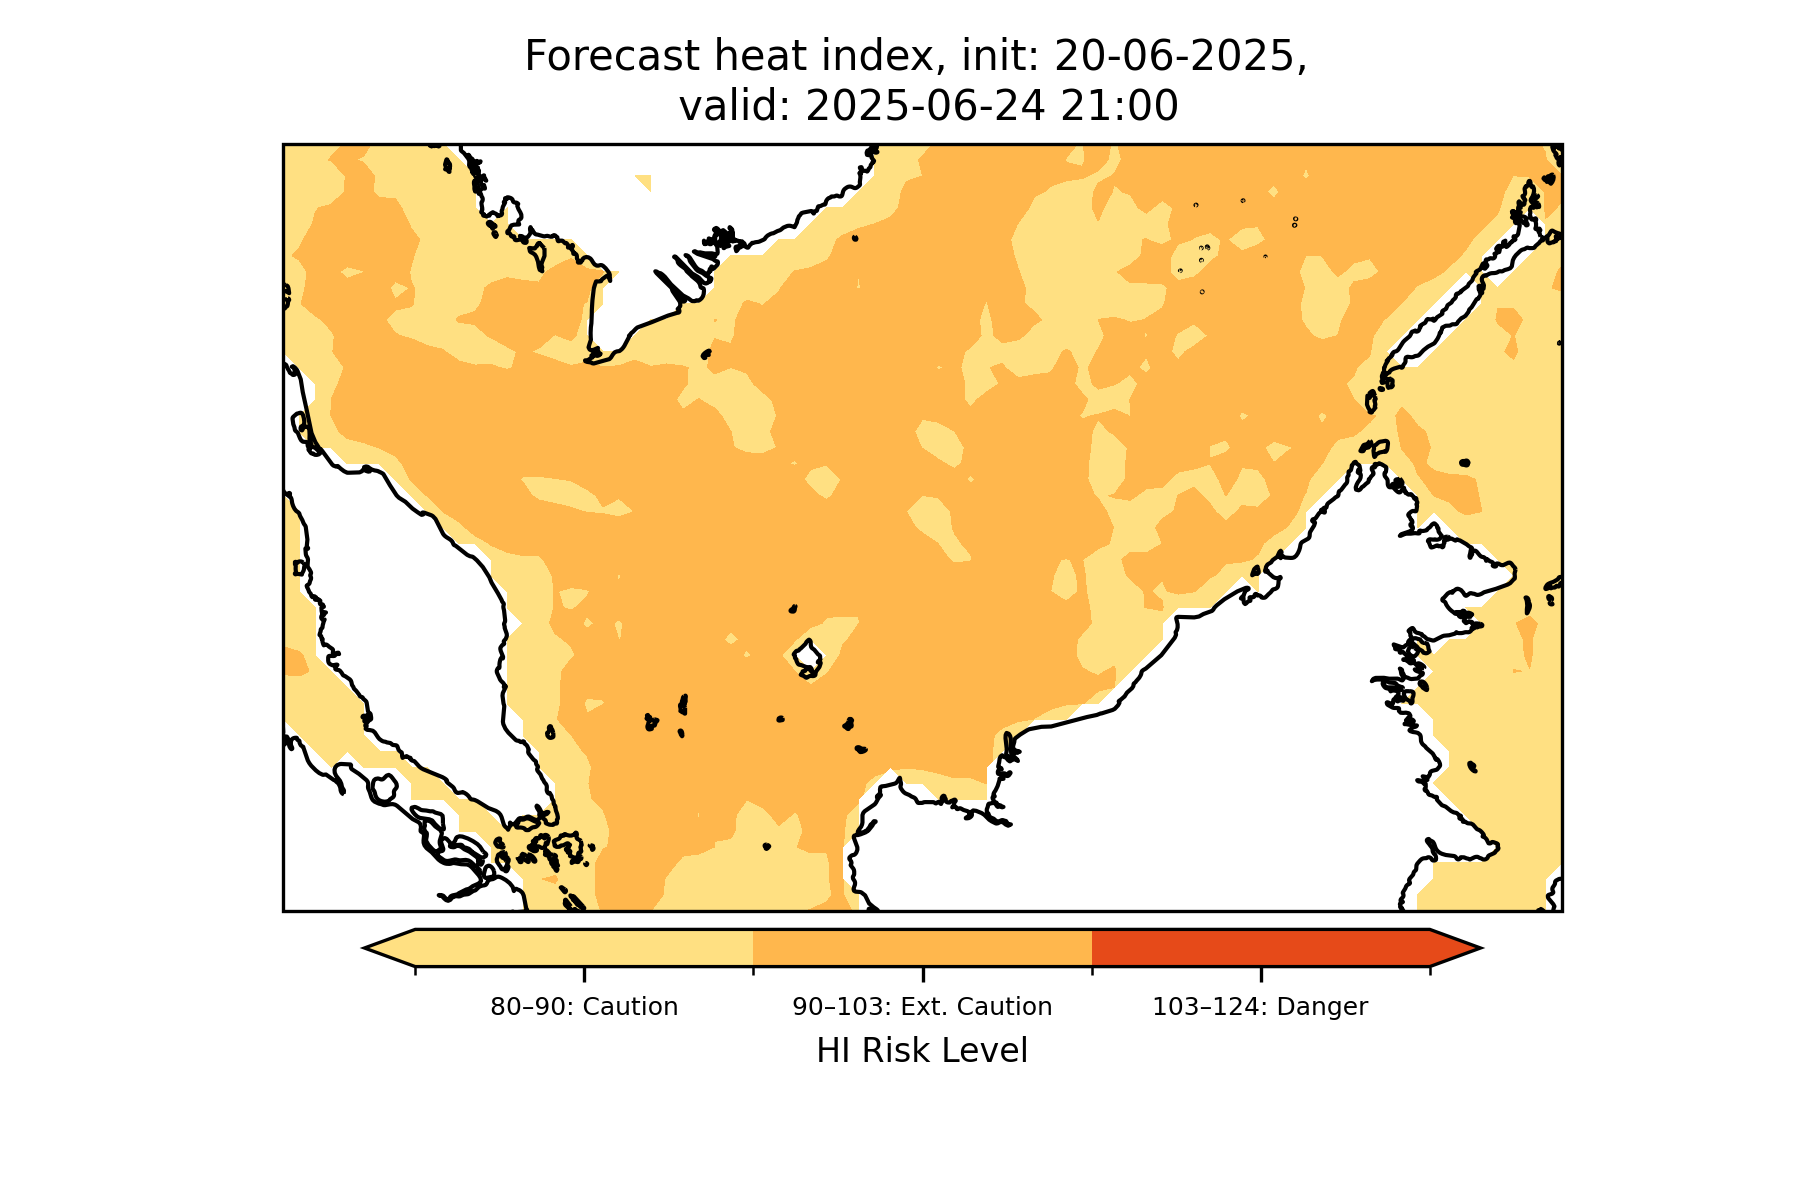 Forecast heat index, init: 20-06-2025,
valid: 2025-06-24 21:00
80–90: Caution
90–103: Ext. Caution
103–124: Danger
HI Risk Level